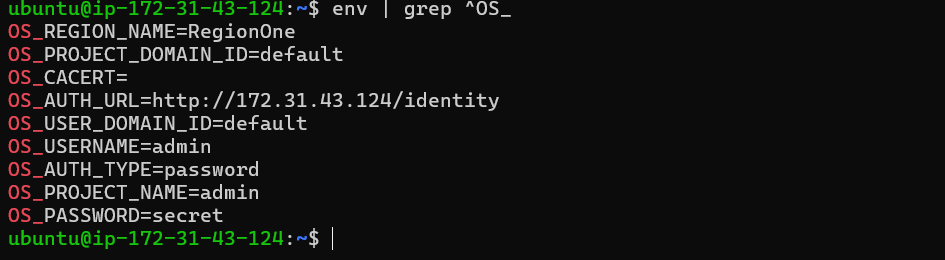 ubuntu@ip-172-31-43-124:~$ env | grep ^OS_
OS_REGION_NAME=RegionOne
OS_PROJECT_DOMAIN_ID=default
OS_CACERT=
OS_AUTH_URL=http://172.31.43.124/identity
OS_USER_DOMAIN_ID=default
OS_USERNAME=admin
OS_AUTH_TYPE=password
OS_PROJECT_NAME=admin
OS_PASSWORD=secret
ubuntu@ip-172-31-43-124:~$